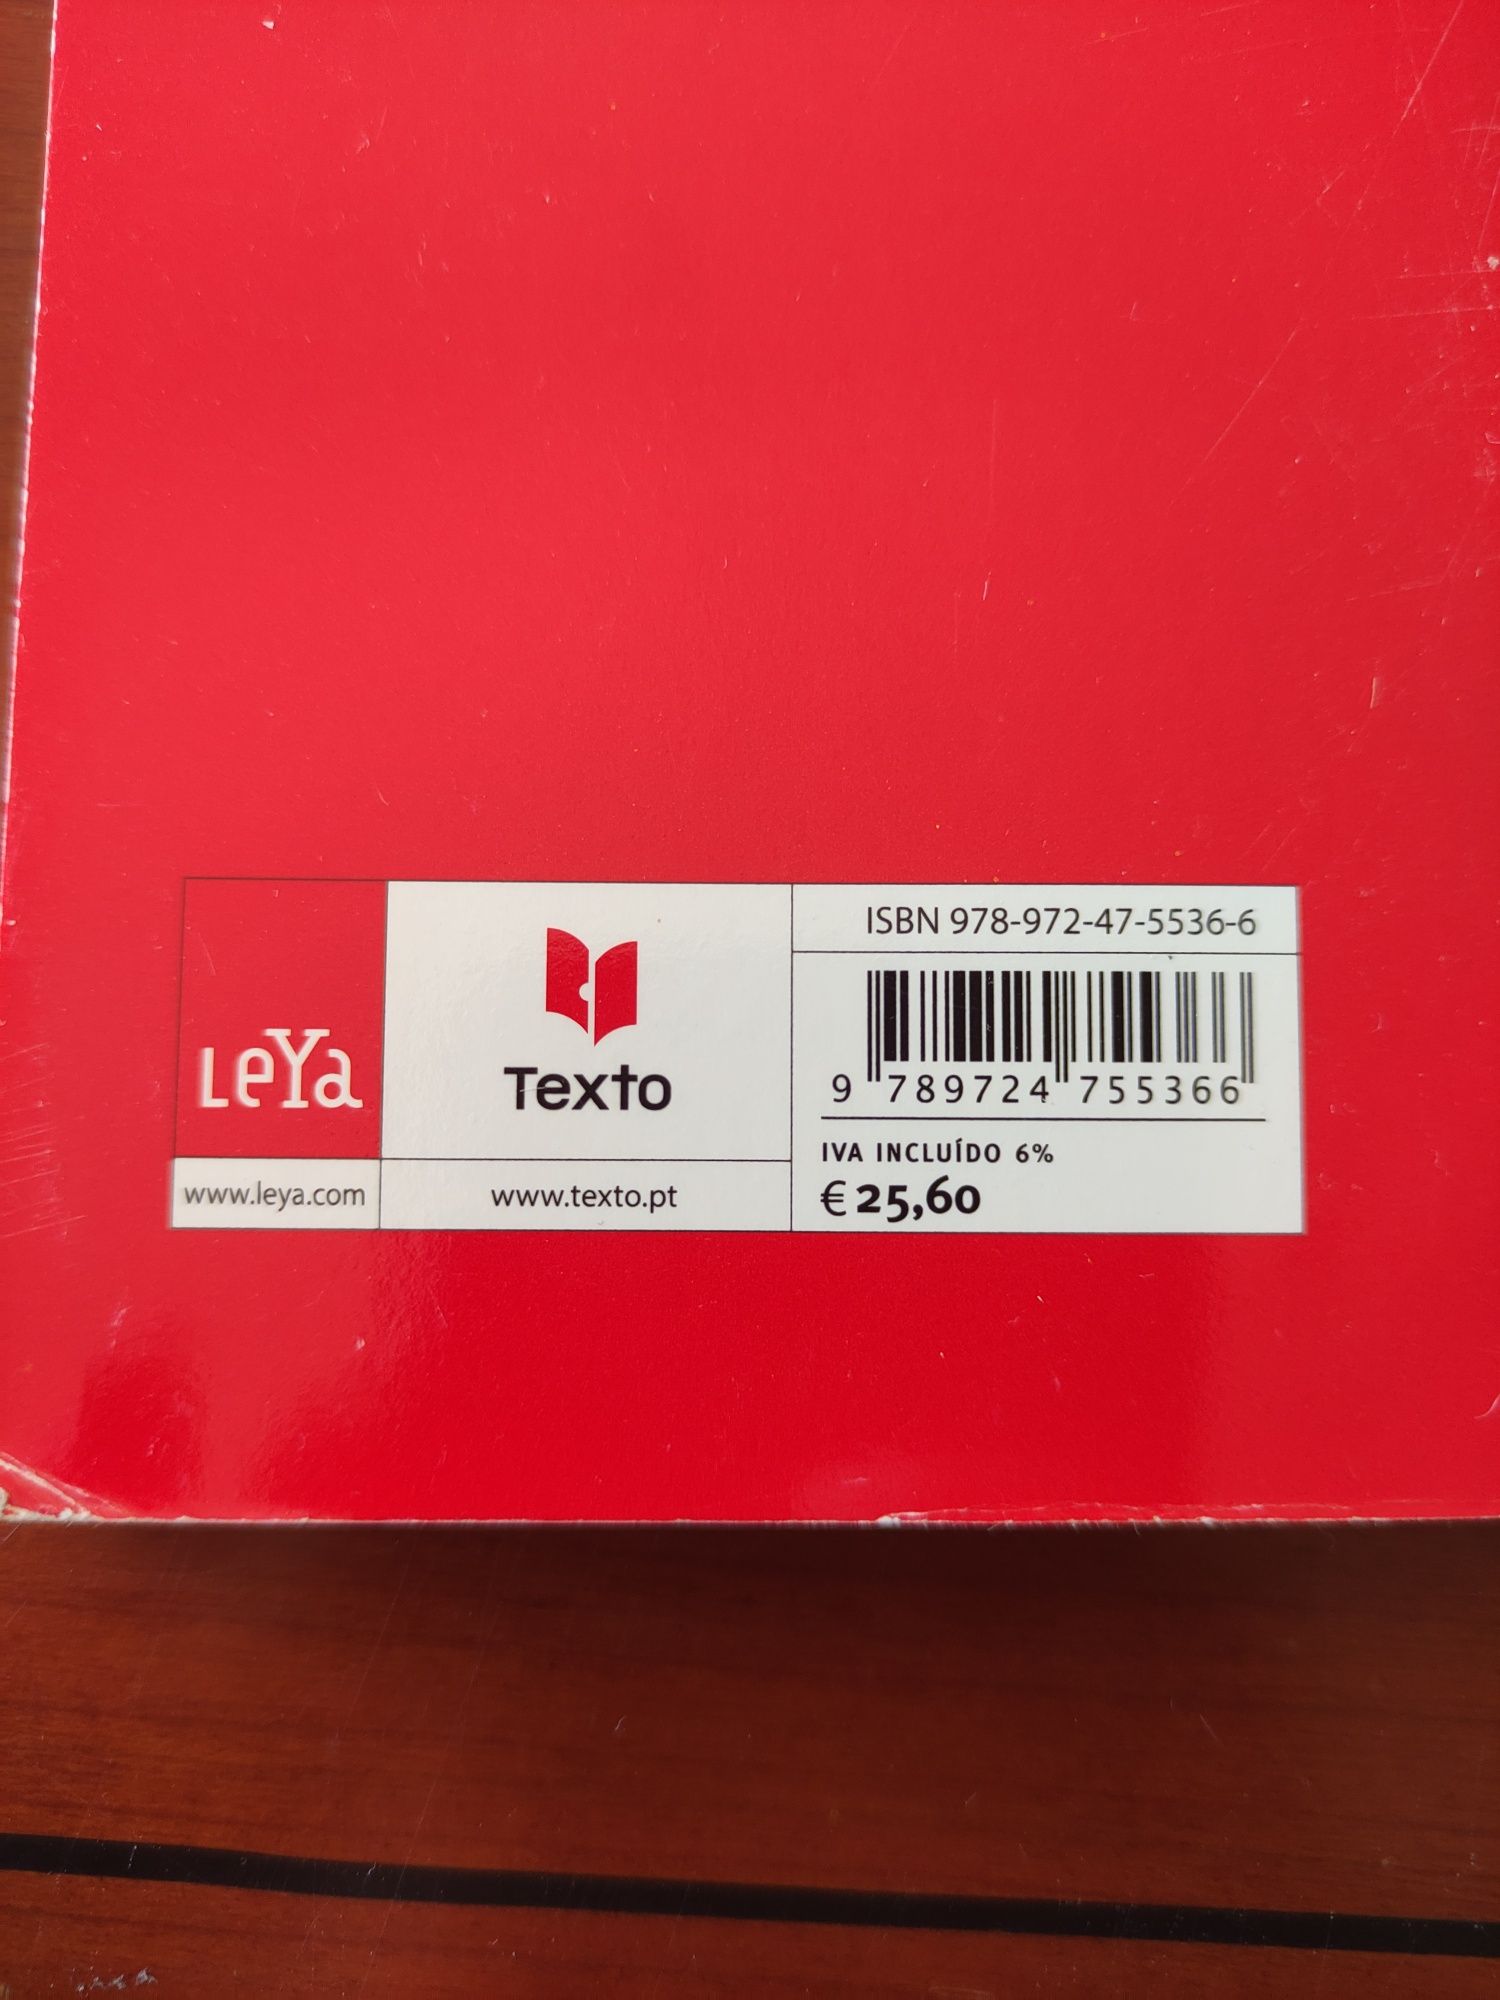 LeYa
www.leya.com
Texto
www.texto.pt
ISBN 978-972-47-5536-6
9 789724 755366
IVA INCLUÍDO 6%
€ 25,60